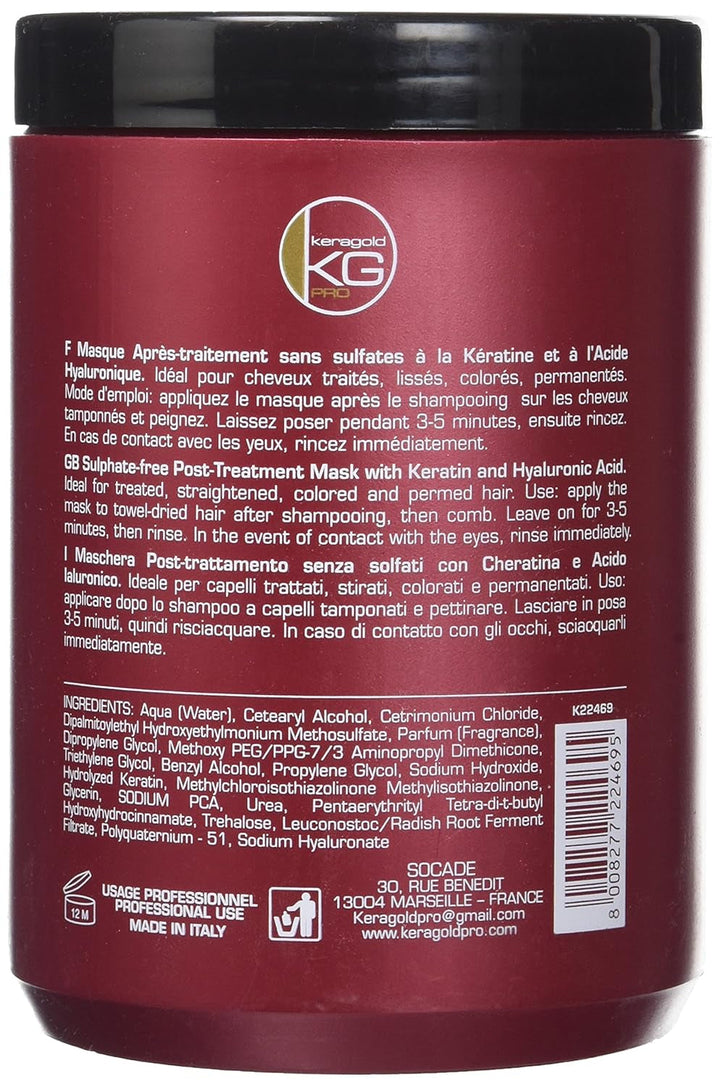 keragold
KG
PRO
F Masque Après-traitement sans sulfates à la Kératine et à l'Acide
Hyaluronique. Idéal pour cheveux traités, lissés, colorés, permanentés.
Mode d'emploi: appliquez le masque après le shampooing sur les cheveux
tamponnés et peignez. Laissez poser pendant 3-5 minutes, ensuite rincez.
En cas de contact avec les yeux, rincez immédiatement.
GB Sulphate-free Post-Treatment Mask with Keratin and Hyaluronic Acid.
Ideal for treated, straightened, colored and permed hair. Use: apply the
mask to towel-dried hair after shampooing, then comb. Leave on for 3-5
minutes, then rinse. In the event of contact with the eyes, rinse immediately.
I Maschera Post-trattamento senza solfati con Cheratina e Acido
Ialuronico. Ideale per capelli trattati, stirati, colorati e permanentati. Uso:
applicare dopo lo shampoo a capelli tamponati e pettinare. Lasciare in posa
3-5 minuti, quindi risciacquare. In caso di contatto con gli occhi, sciacquarli
immediatamente.
INGREDIENTS: Aqua (Water), Cetearyl Alcohol, Cetrimonium Chloride,
Dipalmitoylethyl Hydroxyethylmonium Methosulfate, Parfum (Fragrance),
Dipropylene Glycol, Methoxy PEG/PPG-7/3 Aminopropyl Dimethicone,
Triethylene Glycol, Benzyl Alcohol, Propylene Glycol, Sodium Hydroxide,
Hydrolyzed Keratin, Methylchloroisothiazolinone Methylisothiazolinone,
Glycerin, SODIUM PCA, Urea, Pentaerythrityl Tetra-di-t-butyl
Hydroxyhydrocinnamate, Trehalose, Leuconostoc/Radish Root Ferment
Filtrate, Polyquaternium - 51, Sodium Hyaluronate
K22469
8 008277 224695
12 M
USAGE PROFESSIONNEL
PROFESSIONAL USE
MADE IN ITALY
SOCADE
30, RUE BENEDIT
13004 MARSEILLE - FRANCE
Keragoldpro@gmail.com
www.keragoldpro.com